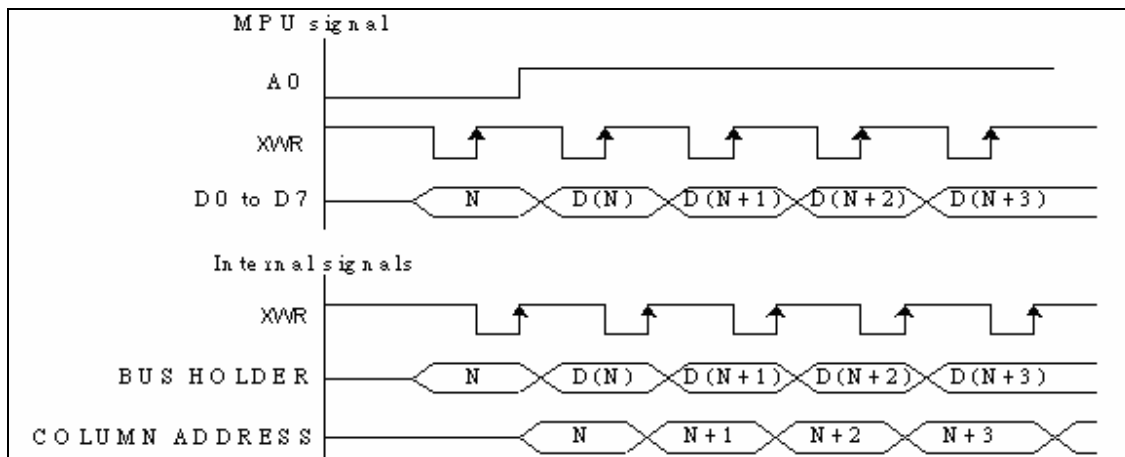 MPU signal
A0
XWR
D0 to D7 N D(N) D(N+1) D(N+2) D(N+3)
Internal signals
XWR
BUS HOLDER N D(N) D(N+1) D(N+2) D(N+3)
COLUMN ADDRESS N N+1 N+2 N+3